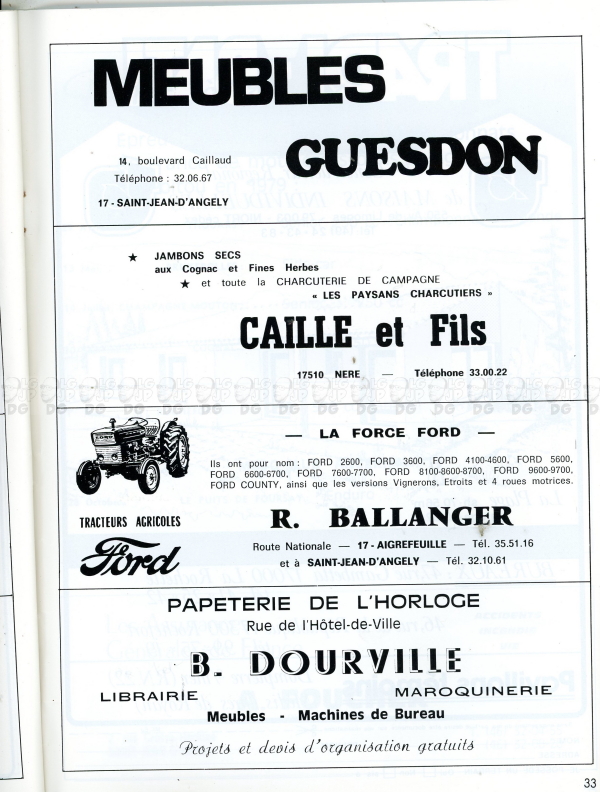 MEUBLES
GUESDON
14, boulevard Caillaud
Téléphone : 32.06.67
17 - SAINT-JEAN-D'ANGELY
★ JAMBONS SECS
aux Cognac et Fines Herbes
★ et toute la CHARCUTERIE DE CAMPAGNE
« LES PAYSANS CHARCUTIERS »
CAILLE et Fils
17510 NERE — Téléphone 33.00.22
— LA FORCE FORD —
Ils ont pour nom : FORD 2600, FORD 3600, FORD 4100-4600, FORD 5600,
FORD 6600-6700, FORD 7600-7700. FORD 8100-8600-8700, FORD 9600-9700,
FORD COUNTY, ainsi que les versions Vignerons, Etroits et 4 roues motrices.
TRACTEURS AGRICOLES
Ford
R. BALLANGER
Route Nationale — 17 - AIGREFEUILLE — Tél. 35.51.16
et à SAINT-JEAN-D'ANGELY — Tél. 32.10.61
PAPETERIE DE L'HORLOGE
Rue de l'Hôtel-de-Ville
B. DOURVILLE
LIBRAIRIE
MAROQUINERIE
Meubles - Machines de Bureau
Projets et devis d'organisation gratuits
33